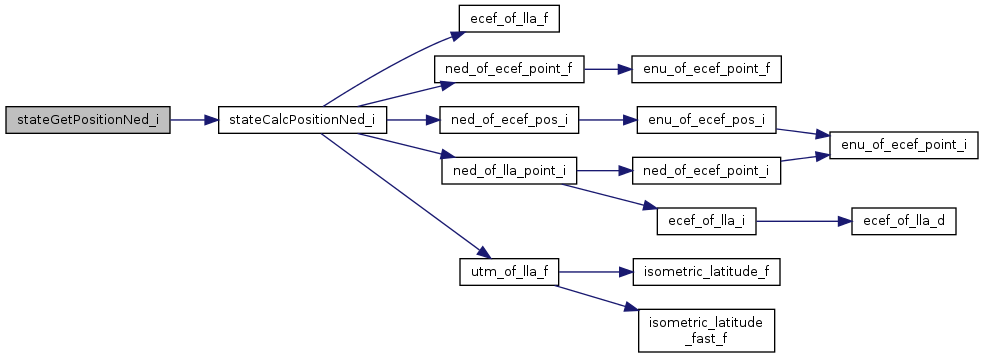 ecef_of_lla_f
ned_of_ecef_point_f
enu_of_ecef_point_f
stateGetPositionNed_i
stateCalcPositionNed_i
ned_of_ecef_pos_i
enu_of_ecef_pos_i
enu_of_ecef_point_i
ned_of_lla_point_i
ned_of_ecef_point_i
ecef_of_lla_i
ecef_of_lla_d
utm_of_lla_f
isometric_latitude_f
isometric_latitude
_fast_f